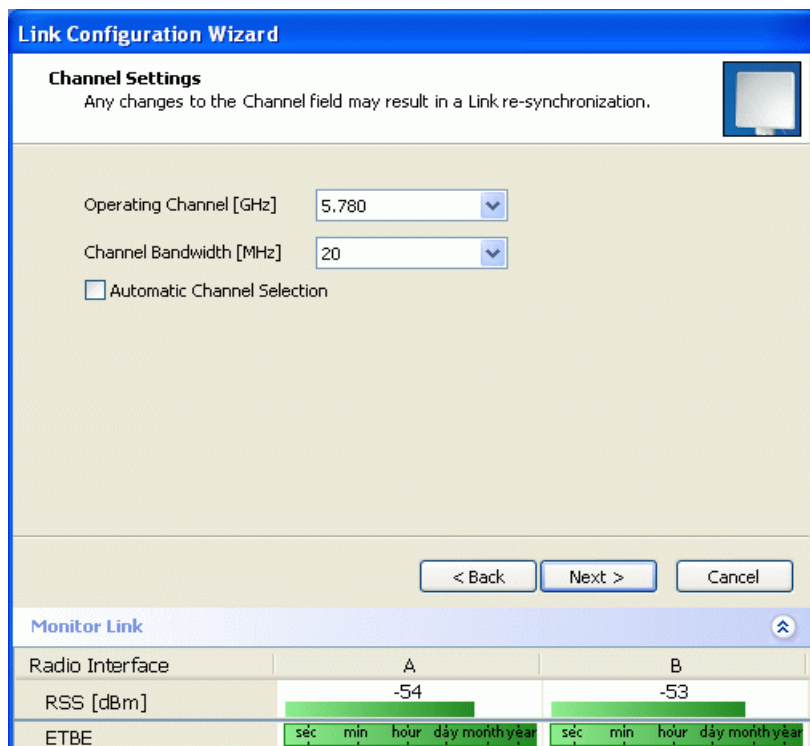 Link Configuration Wizard
Channel Settings
Any changes to the Channel field may result in a Link re-synchronization.
Operating Channel [GHz] 5.780
Channel Bandwidth [MHz] 20
Automatic Channel Selection
< Back Next > Cancel
Monitor Link
Radio Interface A B
RSS [dBm] -54 -53
ETBE sec min hour day month year sec min hour day month year